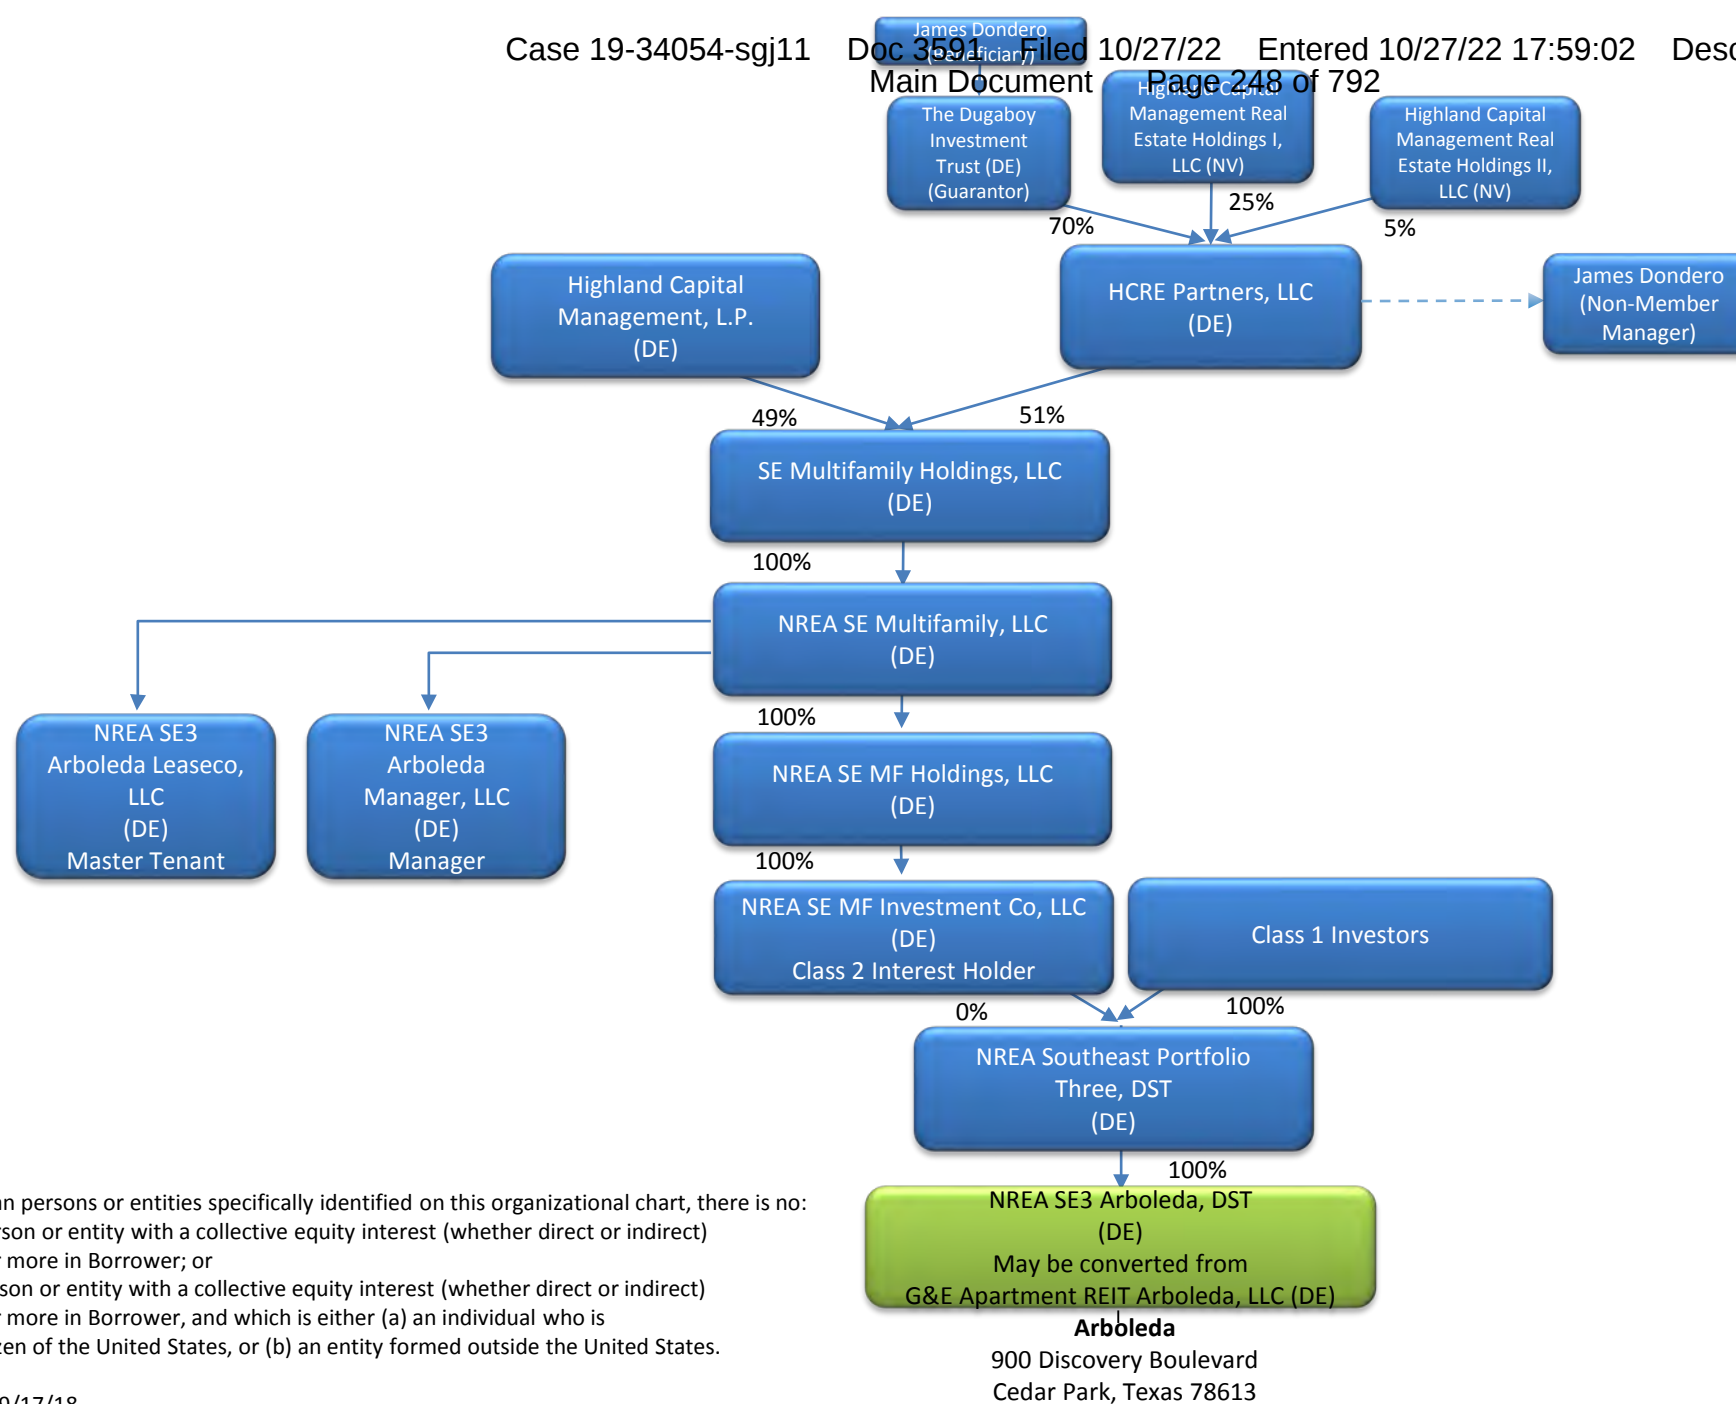 James Dondero
(Beneficiary)
Case 19-34054-sgj11 Doc 3591 Filed 10/27/22 Entered 10/27/22 17:59:02 Desc
Main Document Page 248 of 792
The Dugaboy
Investment
Trust (DE)
(Guarantor)
Highland Capital
Management Real
Estate Holdings I,
LLC (NV)
Highland Capital
Management Real
Estate Holdings II,
LLC (NV)
70%
25%
5%
Highland Capital
Management, L.P.
(DE)
HCRE Partners, LLC
(DE)
James Dondero
(Non-Member
Manager)
49%
51%
SE Multifamily Holdings, LLC
(DE)
100%
NREA SE Multifamily, LLC
(DE)
100%
NREA SE3
Arboleda Leaseco,
LLC
(DE)
Master Tenant
NREA SE3
Arboleda
Manager, LLC
(DE)
Manager
NREA SE MF Holdings, LLC
(DE)
100%
NREA SE MF Investment Co, LLC
(DE)
Class 2 Interest Holder
Class 1 Investors
0%
100%
NREA Southeast Portfolio
Three, DST
(DE)
100%
NREA SE3 Arboleda, DST
(DE)
May be converted from
G&E Apartment REIT Arboleda, LLC (DE)
Arboleda
900 Discovery Boulevard
Cedar Park, Texas 78613
an persons or entities specifically identified on this organizational chart, there is no:
erson or entity with a collective equity interest (whether direct or indirect)
r more in Borrower; or
rson or entity with a collective equity interest (whether direct or indirect)
r more in Borrower, and which is either (a) an individual who is
zen of the United States, or (b) an entity formed outside the United States.
9/17/18